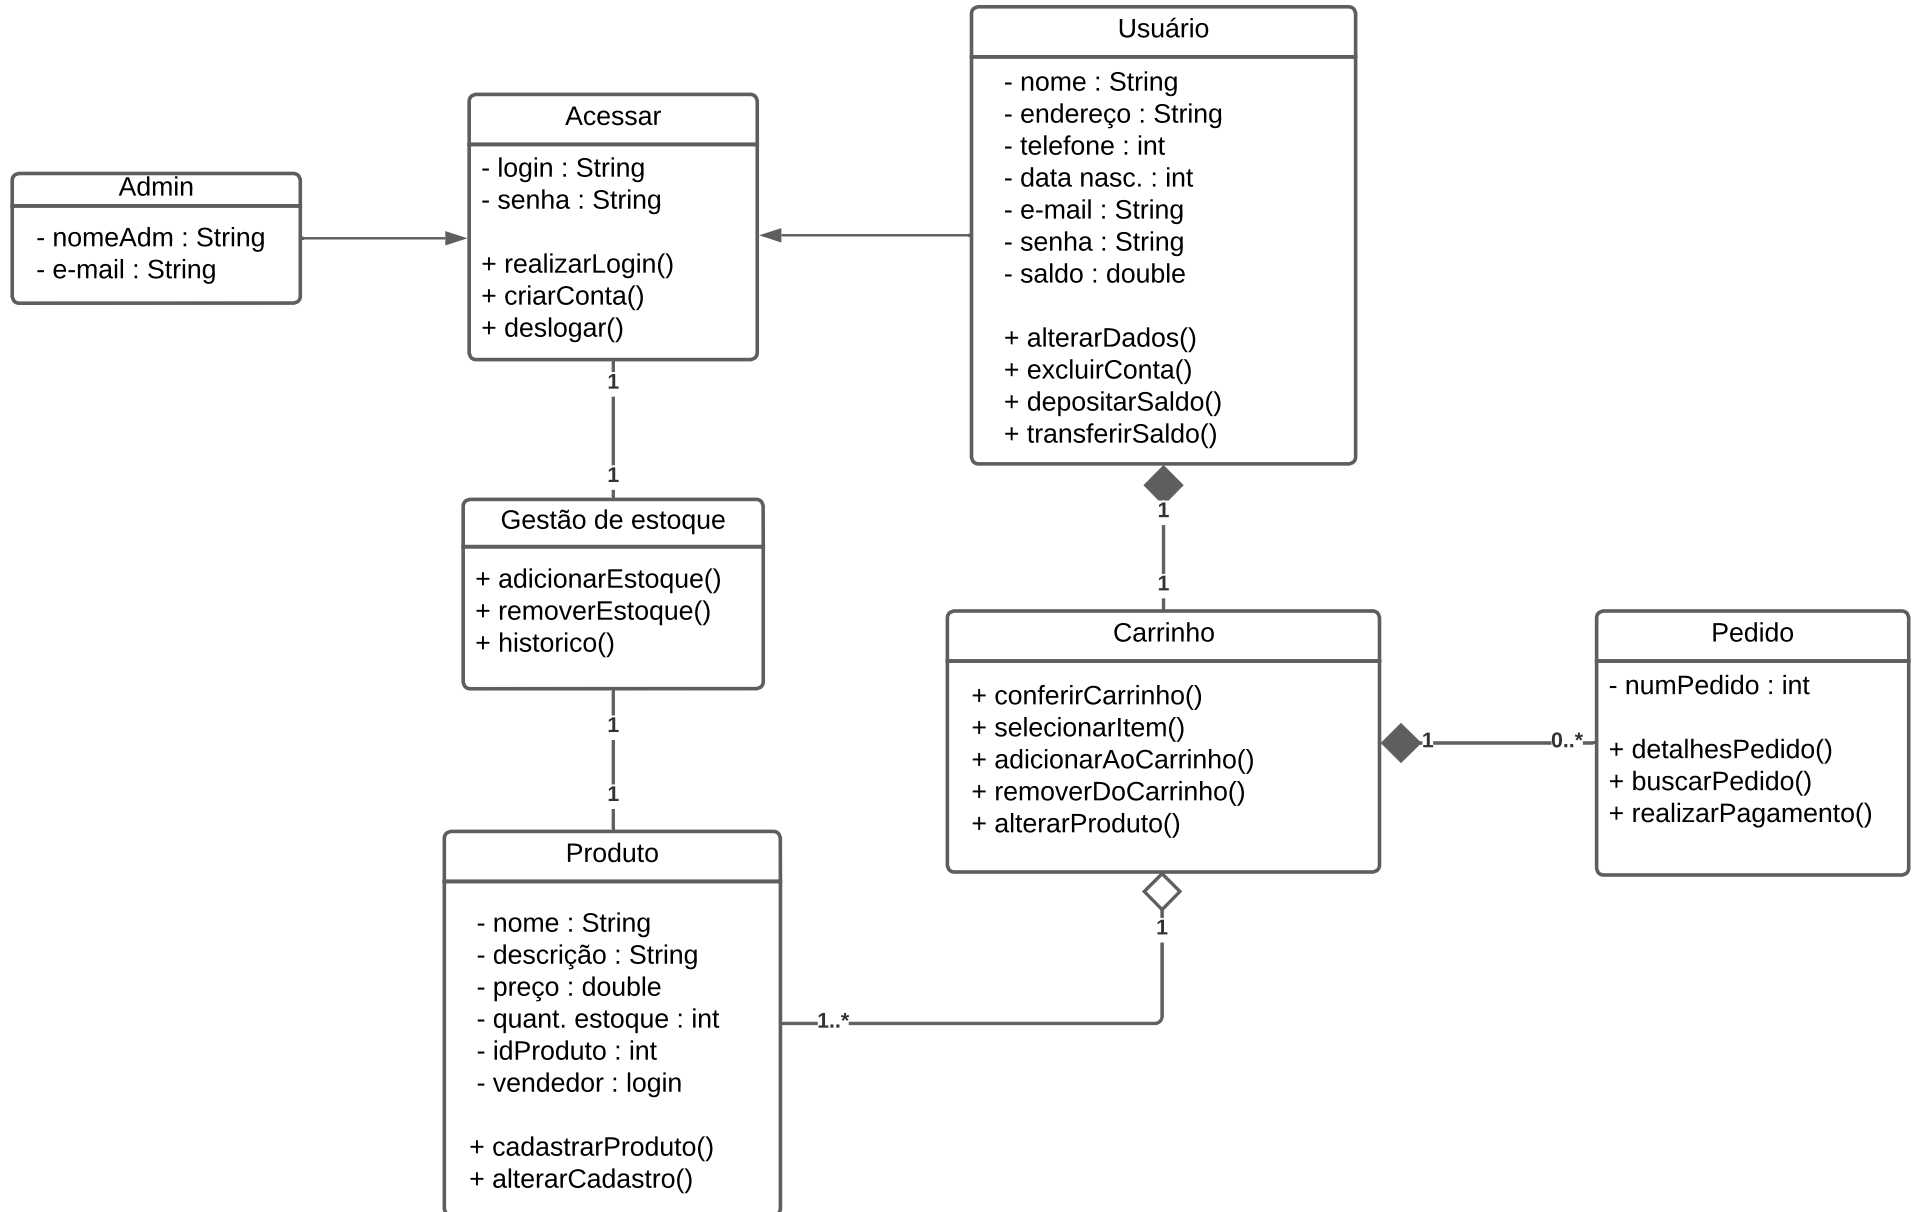 Usuário
- nome : String
- endereço : String
- telefone : int
- data nasc. : int
- e-mail : String
- senha : String
- saldo : double
+ alterarDados()
+ excluirConta()
+ depositarSaldo()
+ transferirSaldo()
Acessar
- login : String
- senha : String
+ realizarLogin()
+ criarConta()
+ deslogar()
Admin
- nomeAdm : String
- e-mail : String
1
1
Gestão de estoque
+ adicionarEstoque()
+ removerEstoque()
+ historico()
1
1
1
1
Carrinho
+ conferirCarrinho()
+ selecionarItem()
+ adicionarAoCarrinho()
+ removerDoCarrinho()
+ alterarProduto()
1
0..*
Pedido
- numPedido : int
+ detalhesPedido()
+ buscarPedido()
+ realizarPagamento()
1
1..*
Produto
- nome : String
- descrição : String
- preço : double
- quant. estoque : int
- idProduto : int
- vendedor : login
+ cadastrarProduto()
+ alterarCadastro()